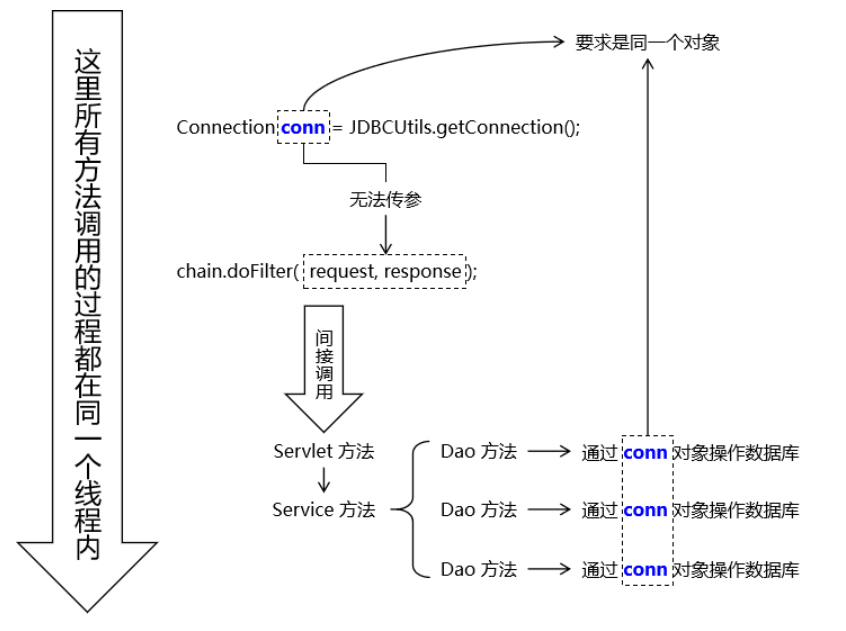 这里所有方法调用的过程都在同一个线程内
要求是同一个对象
Connection conn = JDBCUtils.getConnection();
无法传参
chain.doFilter( request, response );
间接调用
Servlet 方法
Dao 方法 通过 conn 对象操作数据库
Service 方法 Dao 方法 通过 conn 对象操作数据库
Dao 方法 通过 conn 对象操作数据库